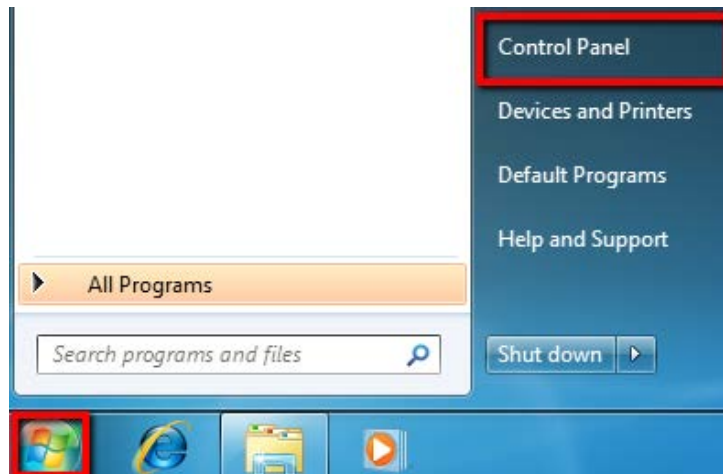 Control Panel
Devices and Printers
Default Programs
Help and Support
All Programs
Search programs and files
Shut down